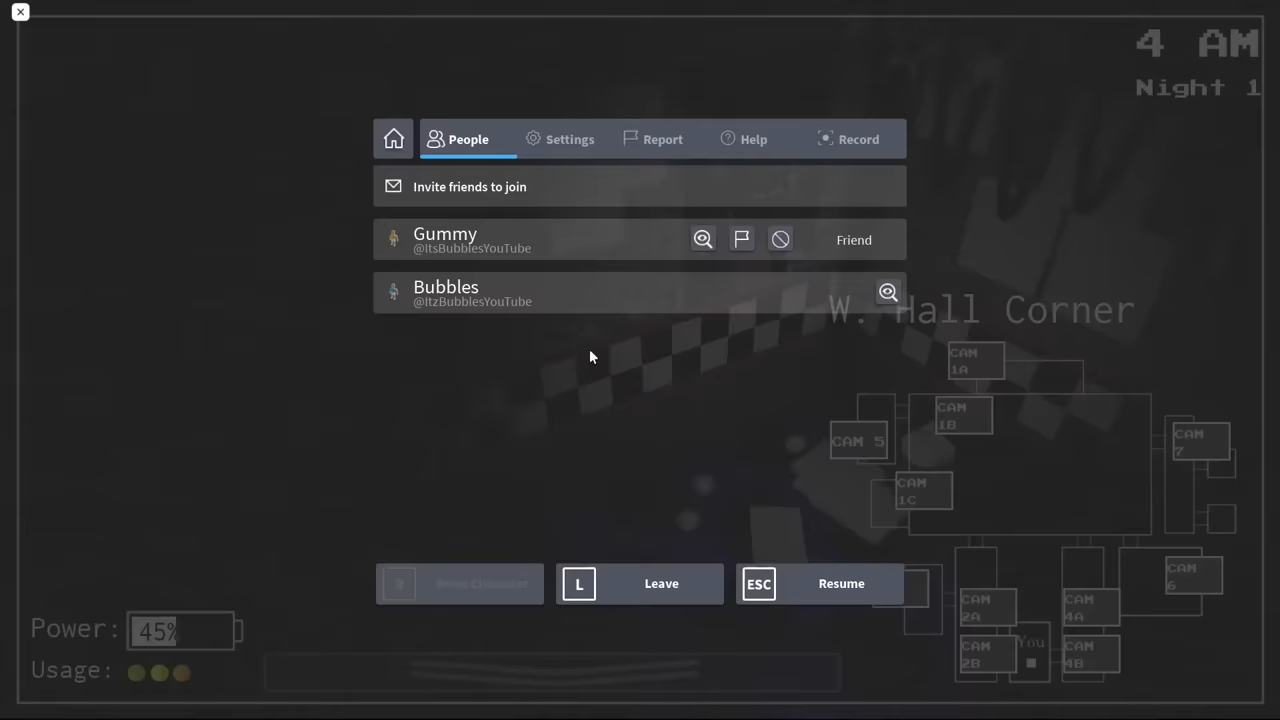 4 AM
Night 1
People
Settings
Report
Help
Record
Invite friends to join
Gummy
@ItsBubblesYouTube
Friend
Bubbles
@ItzBubblesYouTube
W. Hall Corner
CAM 1A
CAM 1B
CAM 5
CAM 7
CAM 1C
L
Leave
ESC
Resume
CAM 6
CAM 2A
CAM 4A
You
CAM 2B
CAM 4B
Power:
45%
Usage: